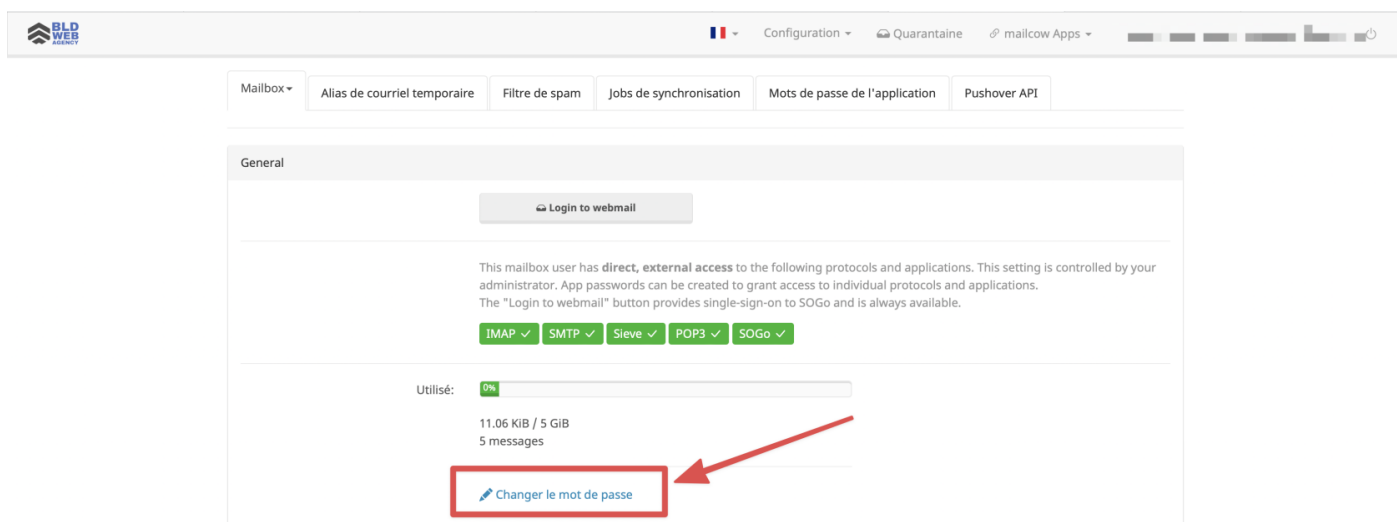 BLD
WEB
AGENCY
Configuration
Quarantaine
mailcow Apps
Mailbox
Alias de courriel temporaire
Filtre de spam
Jobs de synchronisation
Mots de passe de l'application
Pushover API
General
Login to webmail
This mailbox user has direct, external access to the following protocols and applications. This setting is controlled by your
administrator. App passwords can be created to grant access to individual protocols and applications.
The "Login to webmail" button provides single-sign-on to SOGo and is always available.
IMAP ✓ SMTP ✓ Sieve ✓ POP3 ✓ SOGo ✓
Utilisé: 0%
11.06 KiB / 5 GiB
5 messages
Changer le mot de passe